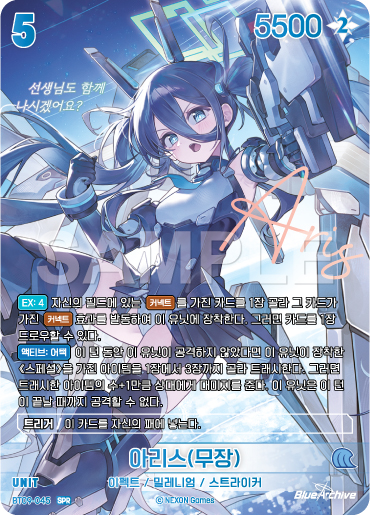 5
5500 2
선생님도 함께
나시겠어요?
Aris
SAMPLE
EX: 4 자신의 필드에 있는 커넥트 를 가진 카드를 1장 골라 그 카드가
가진 커넥트 효과를 발동하여 이 유닛에 장착한다. 그러면 카드를 1장
드로우할 수 있다.
액티브: 어택 이 턴 동안 이 유닛이 공격하지 않았다면 이 유닛이 장착한
<스페셜>을 가진 아이템을 1장에서 3장까지 골라 트래시한다. 그러면
트래시한 아이템의 수+1만큼 상대에게 대미지를 준다. 이 유닛은 이 턴
이 끝날 때까지 공격할 수 없다.
트리거 이 카드를 자신의 패에 넣는다.
아리스(무장)
UNIT
이펙트 / 밀레니엄 / 스트라이커
BT09-045 SPR
© NEXON Games
BlueArchive